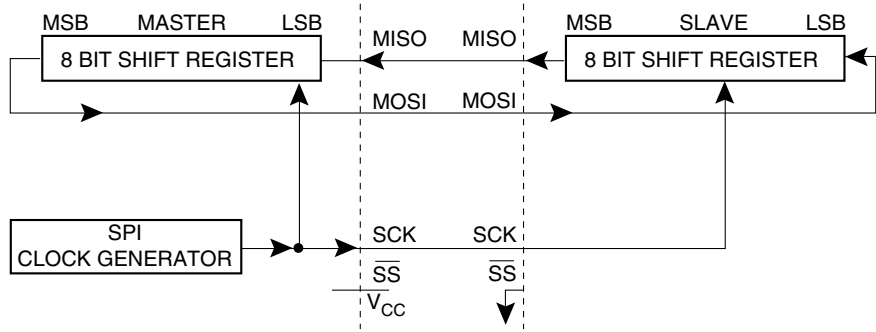 MSB MASTER LSB
8 BIT SHIFT REGISTER
MISO MISO
MSB SLAVE LSB
8 BIT SHIFT REGISTER
MOSI MOSI
SPI
CLOCK GENERATOR
SCK SCK
SS SS
VCC